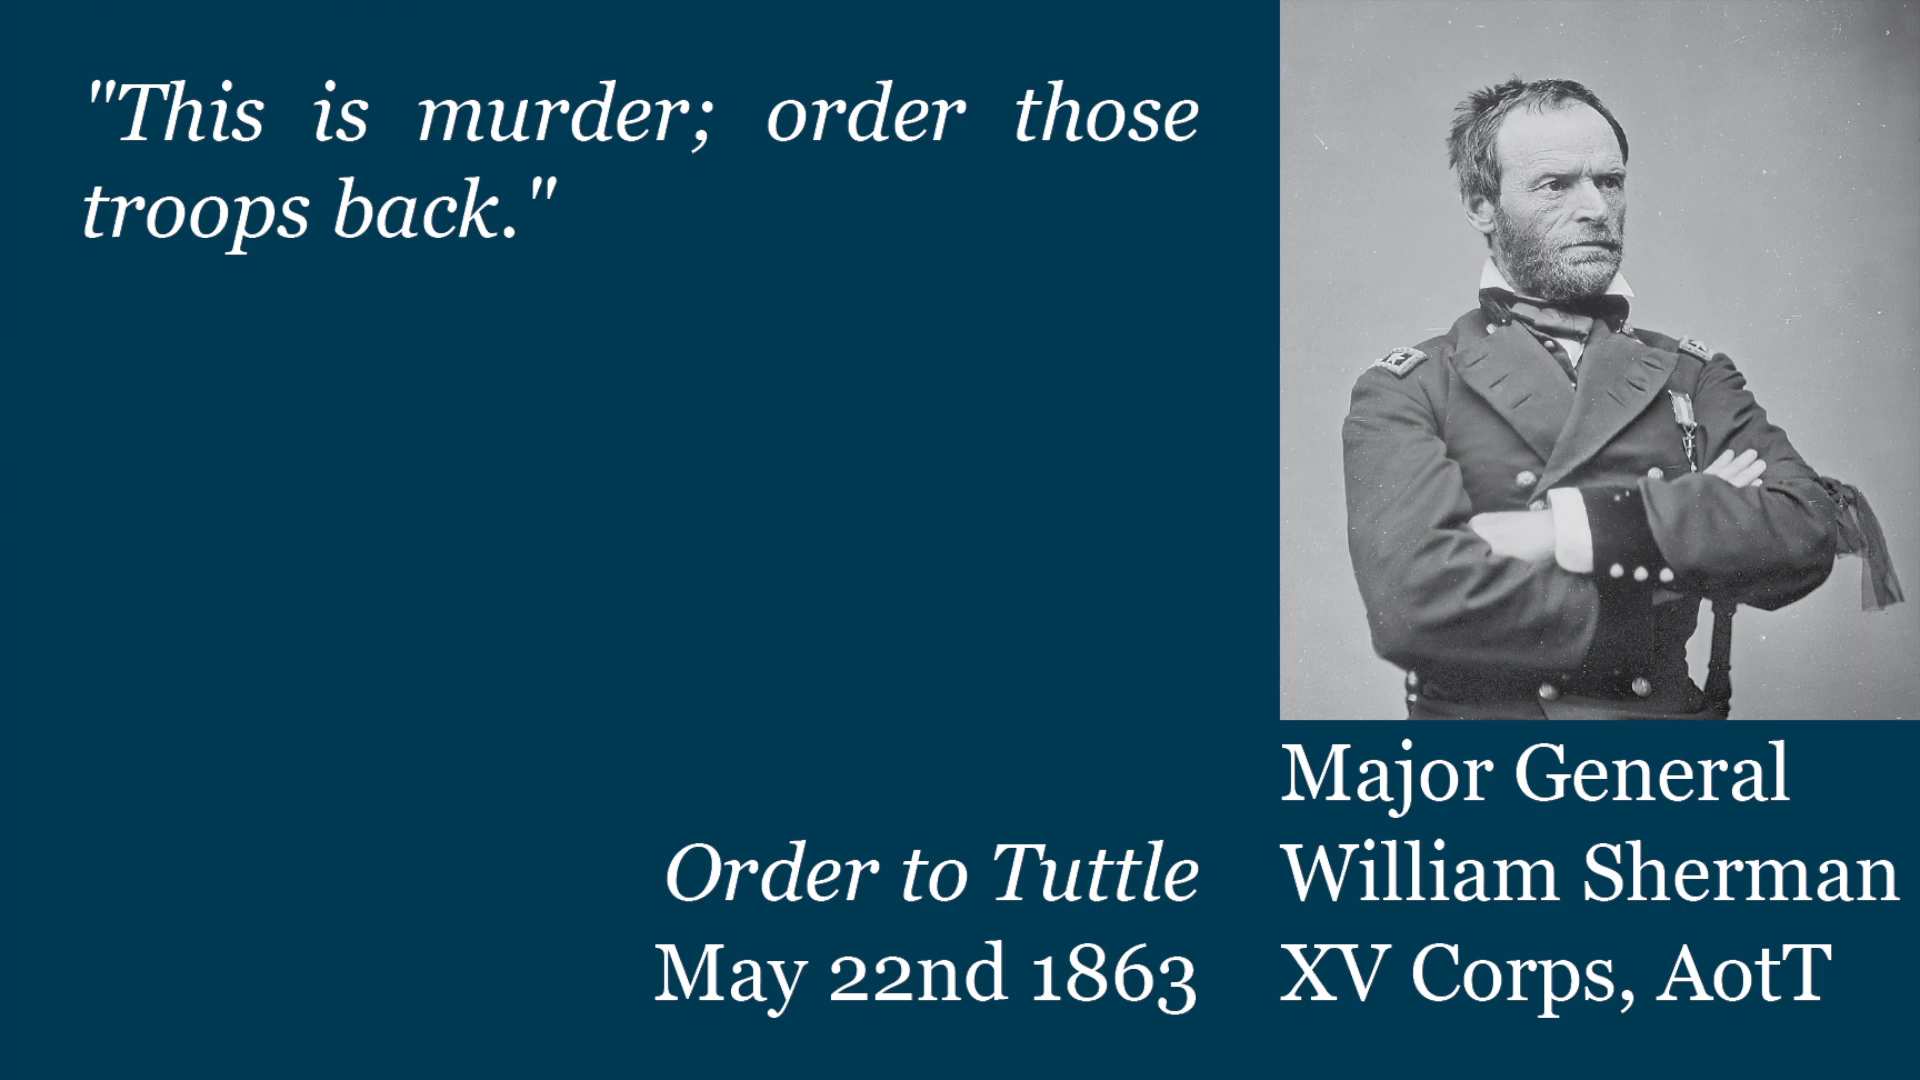 "This is murder; order those
troops back."
Order to Tuttle
May 22nd 1863
Major General
William Sherman
XV Corps, AotT